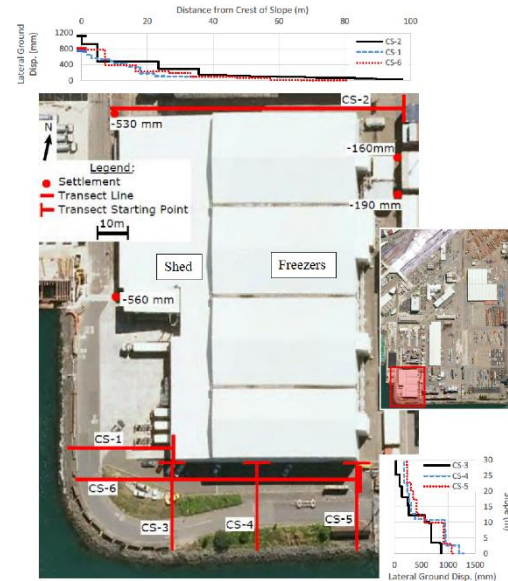 Distance from Crest of Slope (m)
0 20 40 60 80 100
Lateral Ground
Disp. (mm)
1200
800
400
0
CS-2
CS-1
CS-6
CS-2
-530 mm
N
-160mm
Legend:
Settlement
Transect Line
Transect Starting Point
10m
-190 mm
Shed
Freezers
-560 mm
CS-1
CS-6
CS-3
CS-4
CS-5
CS-3
CS-4
CS-5
30
25
20
15
10
5
0
Slope (m)
0 500 1000 1500
Lateral Ground Disp. (mm)